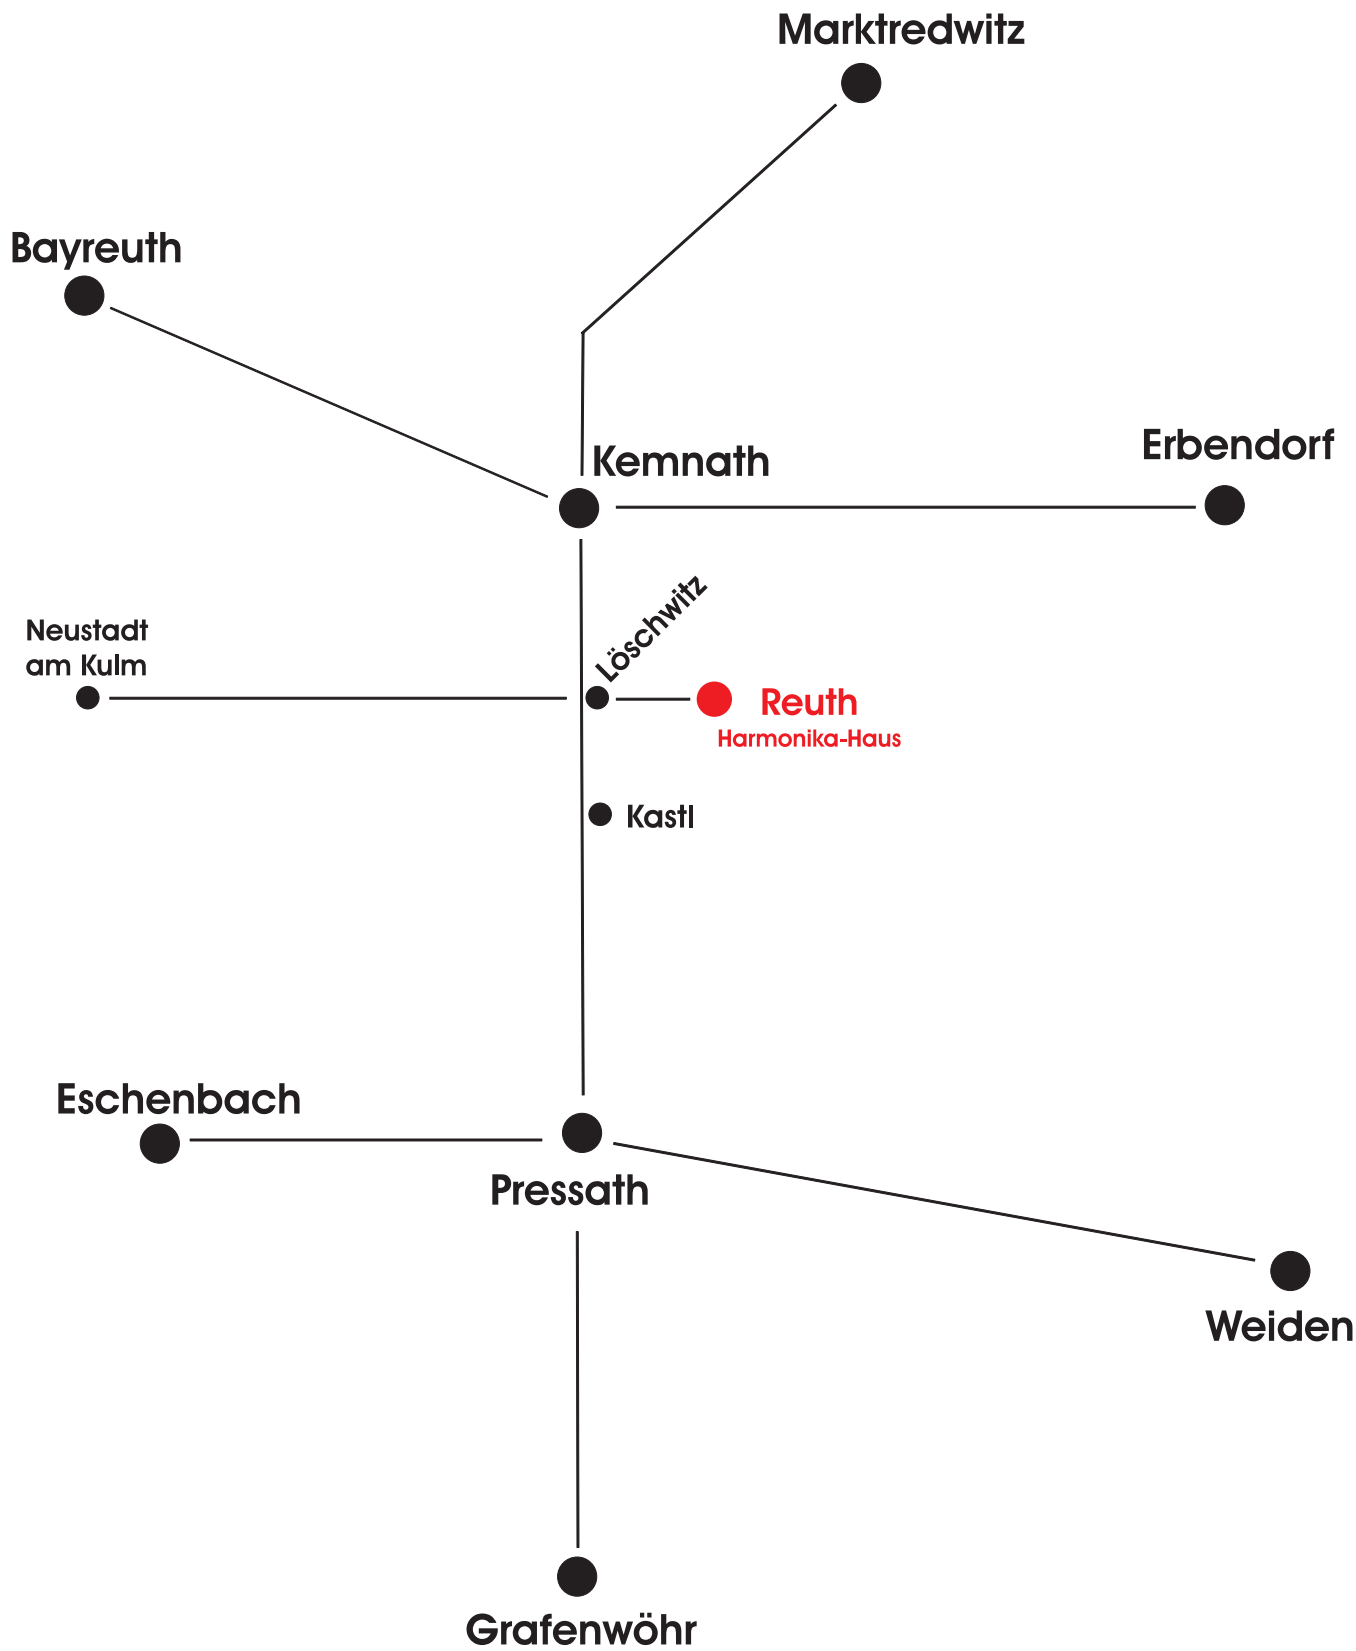 Marktredwitz
Bayreuth
Erbendorf
Kemnath
Löschwitz
Neustadt
am Kulm
Reuth
Harmonika-Haus
Kastl
Eschenbach
Pressath
Weiden
Grafenwöhr